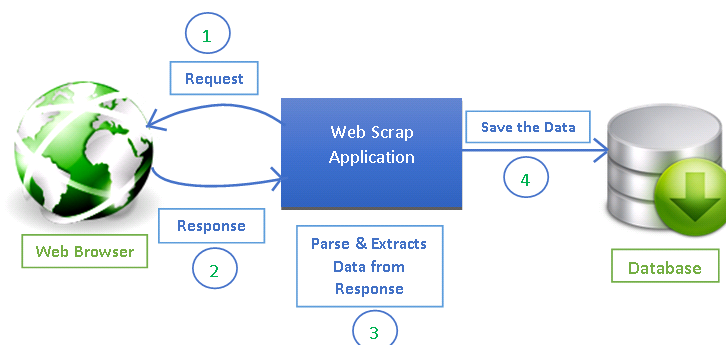 1
Request
Web Scrap
Application
Save the Data
4
Response
2
Web Browser
Parse & Extracts
Data from
Response
3
Database